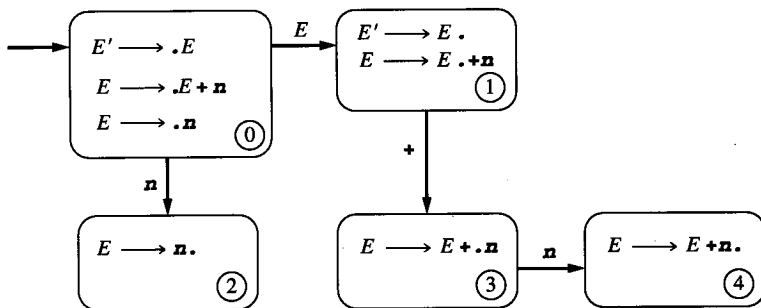 E' ⟶ .E
E ⟶ .E + n
E ⟶ .n
0
E
E' ⟶ E .
E ⟶ E .+n
1
n
+
E ⟶ n.
2
E ⟶ E + .n
3
n
E ⟶ E +n.
4